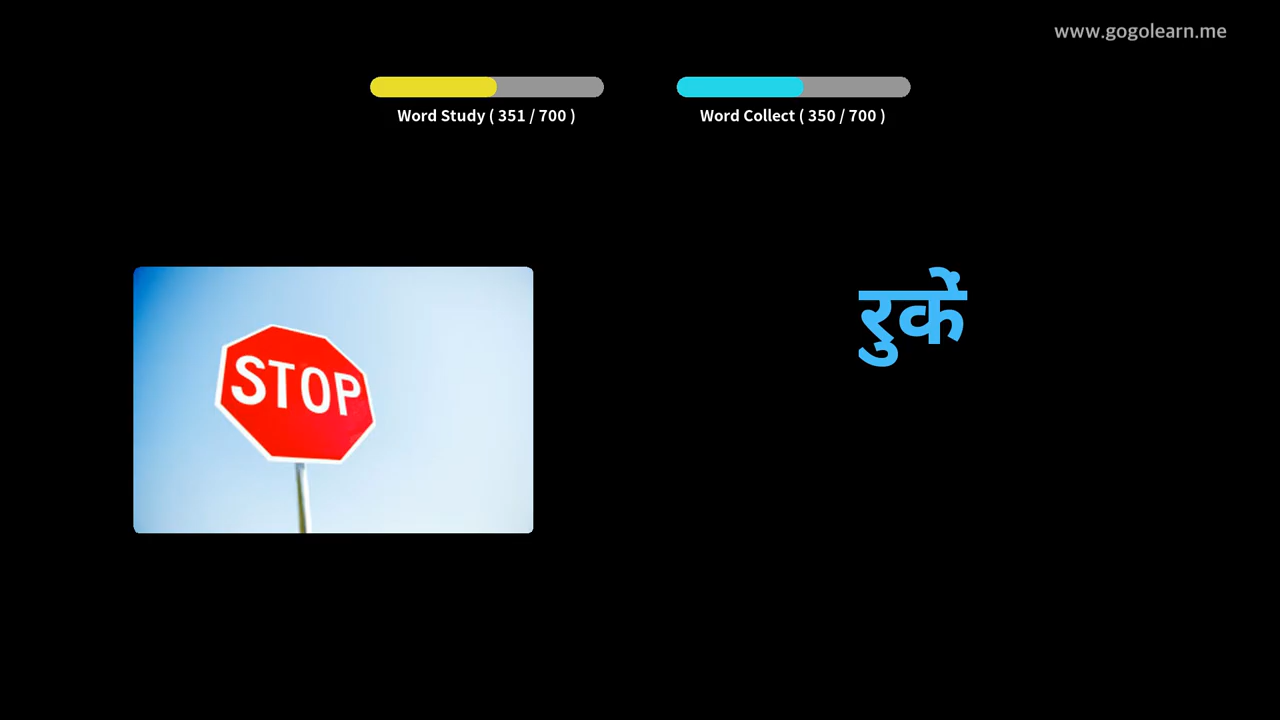 www.gogolearn.me
Word Study ( 351 / 700 )
Word Collect ( 350 / 700 )
STOP
रुकें